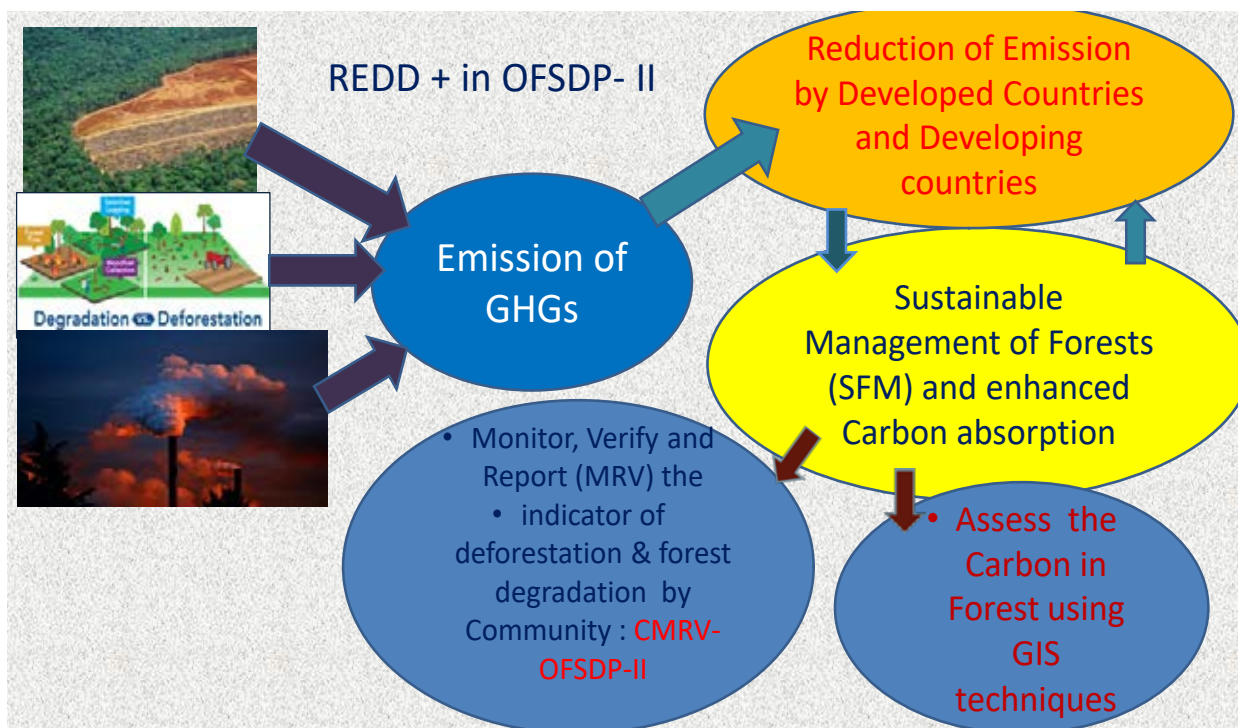 REDD + in OFSDP- II
Reduction of Emission
by Developed Countries
and Developing
countries
Emission of
GHGs
Degradation VS Deforestation
Sustainable
Management of Forests
(SFM) and enhanced
Carbon absorption
• Monitor, Verify and
Report (MRV) the
• indicator of
deforestation & forest
degradation by
Community : CMRV-
OFSDP-II
• Assess the
Carbon in
Forest using
GIS
techniques